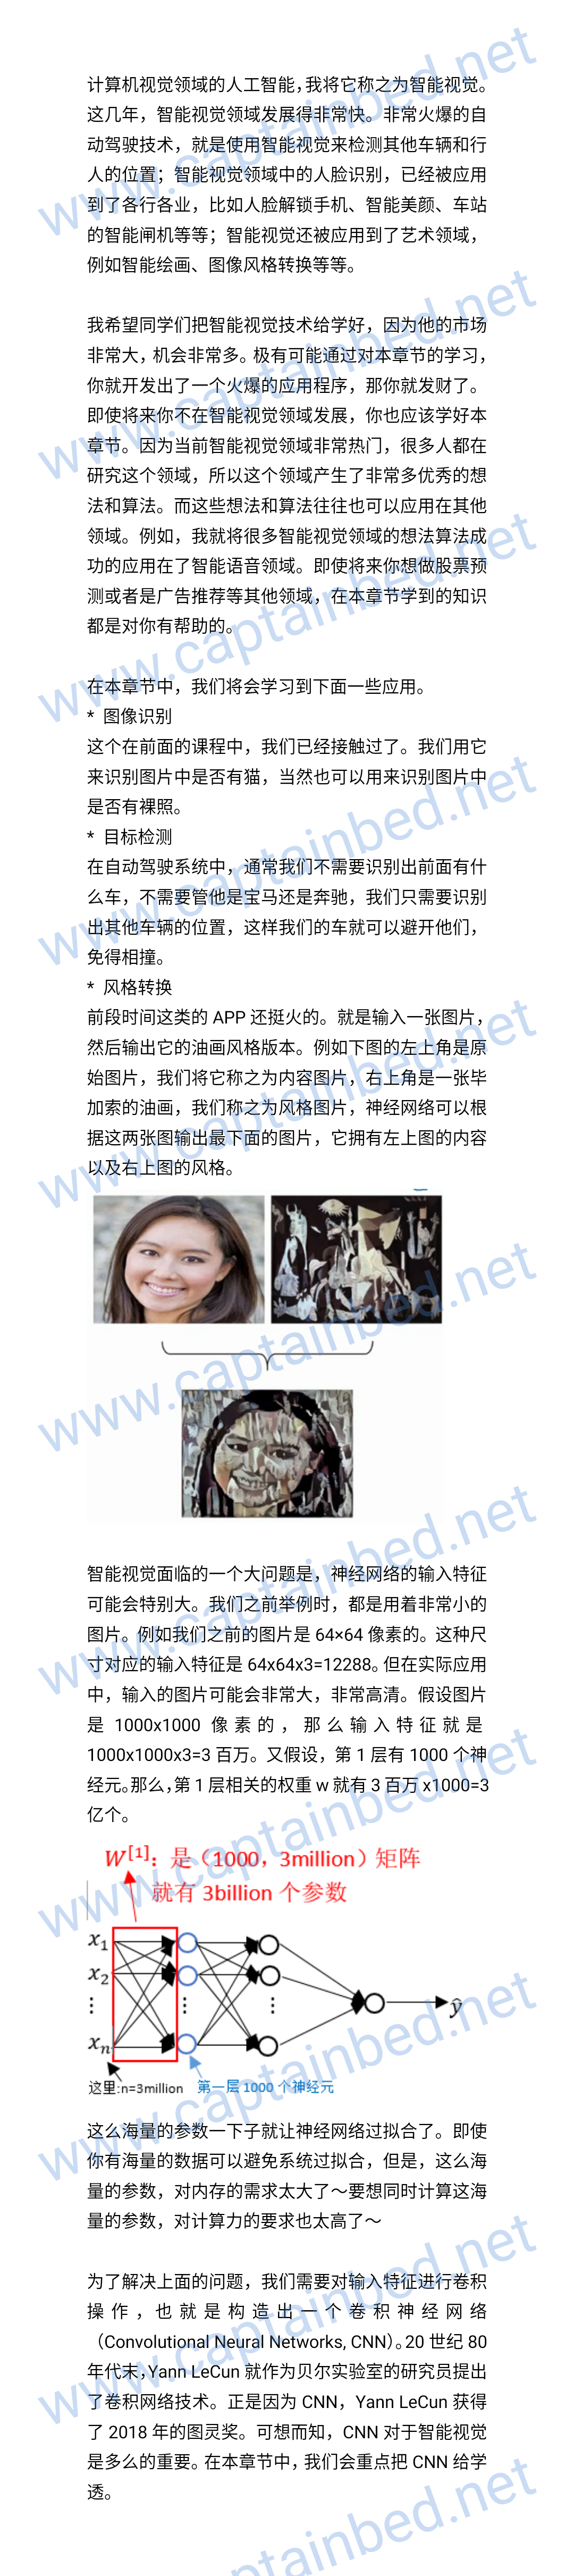 计算机视觉领域的人工智能，我将它称之为智能视觉。
这几年，智能视觉领域发展得非常快。非常火爆的自
动驾驶技术，就是使用智能视觉来检测其他车辆和行
人的位置；智能视觉领域中的人脸识别，已经被应用
到了各行各业，比如人脸解锁手机、智能美颜、车站
的智能闸机等等；智能视觉还被应用到了艺术领域，
例如智能绘画、图像风格转换等等。
我希望同学们把智能视觉技术给学好，因为他的市场
非常大，机会非常多。极有可能通过对本章节的学习，
你就开发出了一个火爆的应用程序，那你就发财了。
即使将来你不在智能视觉领域发展，你也应该学好本
章节。因为当前智能视觉领域非常热门，很多人都在
研究这个领域，所以这个领域产生了非常多优秀的想
法和算法。而这些想法和算法往往也可以应用在其他
领域。例如，我就将很多智能视觉领域的想法算法成
功的应用在了智能语音领域。即使将来你想做股票预
测或者是广告推荐等其他领域，在本章节学到的知识
都是对你有帮助的。
在本章节中，我们将会学习到下面一些应用。
* 图像识别
这个在前面的课程中，我们已经接触过了。我们用它
来识别图片中是否有猫，当然也可以用来识别图片中
是否有裸照。
* 目标检测
在自动驾驶系统中，通常我们不需要识别出前面有什
么车，不需要管他是宝马还是奔驰，我们只需要识别
出其他车辆的位置，这样我们的车就可以避开他们，
免得相撞。
* 风格转换
前段时间这类的 APP 还挺火的。就是输入一张图片，
然后输出它的油画风格版本。例如下图的左上角是原
始图片，我们将它称之为内容图片，右上角是一张毕
加索的油画，我们称之为风格图片，神经网络可以根
据这两张图输出最下面的图片，它拥有左上图的内容
以及右上图的风格。
智能视觉面临的一个大问题是，神经网络的输入特征
可能会特别大。我们之前举例时，都是用着非常小的
图片。例如我们之前的图片是 64×64 像素的。这种尺
寸对应的输入特征是 64x64x3=12288。但在实际应用
中，输入的图片可能会非常大，非常高清。假设图片
是 1000x1000 像素的，那么输入特征就是
1000x1000x3=3 百万。又假设，第 1 层有 1000 个神
经元。那么，第 1 层相关的权重 w 就有 3 百万 x1000=3
亿个。
W^[1]：是（1000，3million）矩阵
就有 3billion 个参数
x₁
x₂
⋮ ⋮ ⋮
xₙ
ŷ
这里:n=3million 第一层 1000 个神经元
这么海量的参数一下子就让神经网络过拟合了。即使
你有海量的数据可以避免系统过拟合，但是，这么海
量的参数，对内存的需求太大了～要想同时计算这海
量的参数，对计算力的要求也太高了～
为了解决上面的问题，我们需要对输入特征进行卷积
操作，也就是构造出一个卷积神经网络
（Convolutional Neural Networks, CNN）。20 世纪 80
年代末，Yann LeCun 就作为贝尔实验室的研究员提出
了卷积网络技术。正是因为 CNN，Yann LeCun 获得
了 2018 年的图灵奖。可想而知，CNN 对于智能视觉
是多么的重要。在本章节中，我们会重点把 CNN 给学
透。
www.captainbed.net
www.captainbed.net
www.captainbed.net
www.captainbed.net
www.captainbed.net
www.captainbed.net
www.captainbed.net
www.captainbed.net
www.captainbed.net
www.captainbed.net
tainbed.net